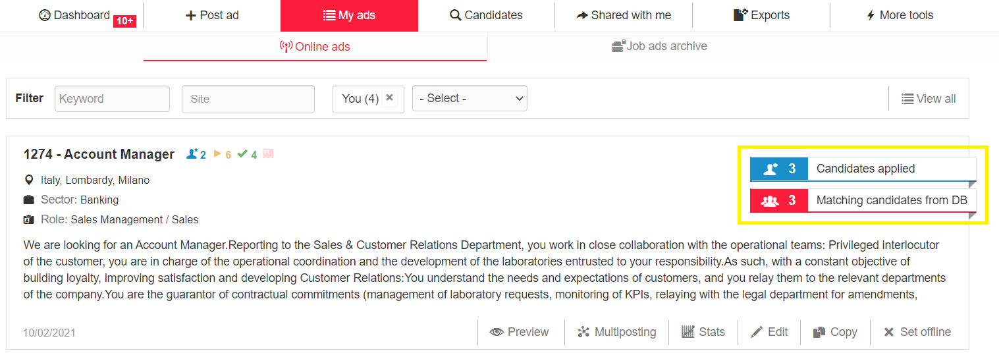 Dashboard 10+ Post ad My ads Candidates Shared with me Exports More tools
Online ads Job ads archive
Filter Keyword Site You (4) - Select - View all
1274 - Account Manager 2 6 4
3 Candidates applied
Italy, Lombardy, Milano
Sector: Banking
3 Matching candidates from DB
Role: Sales Management / Sales
We are looking for an Account Manager.Reporting to the Sales & Customer Relations Department, you work in close collaboration with the operational teams: Privileged interlocutor
of the customer, you are in charge of the operational coordination and the development of the laboratories entrusted to your responsibility.As such, with a constant objective of
building loyalty, improving satisfaction and developing Customer Relations:You understand the needs and expectations of customers, and you relay them to the relevant departments
of the company.You are the guarantor of contractual commitments (management of laboratory requests, monitoring of KPIs, relaying with the legal department for amendments,
10/02/2021 Preview Multiposting Stats Edit Copy Set offline